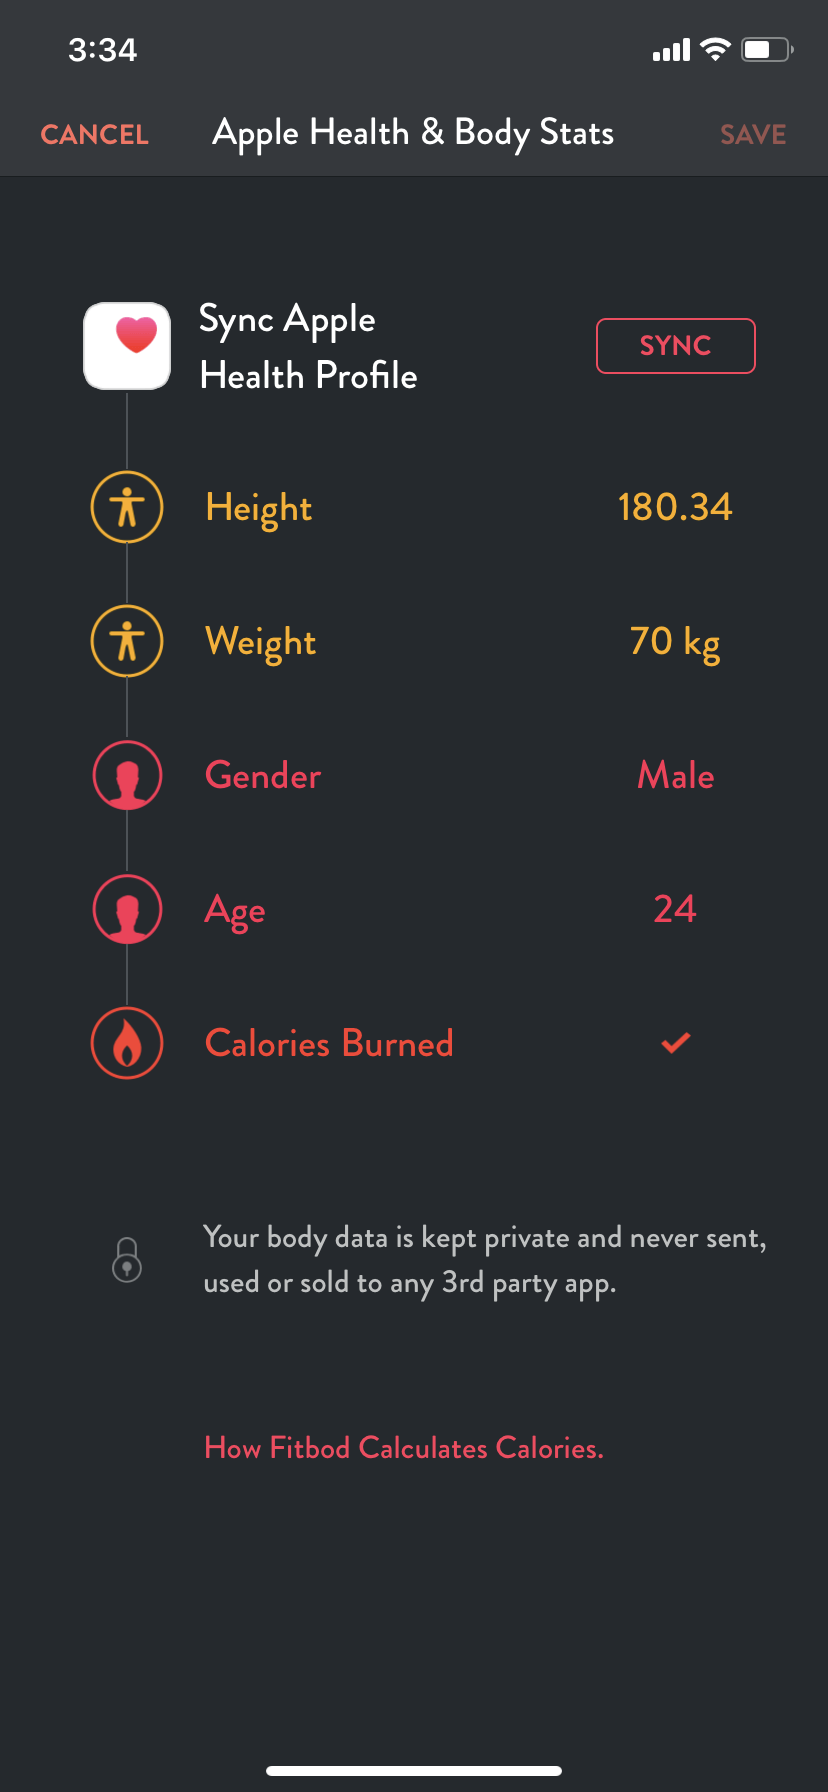 3:34
CANCEL Apple Health & Body Stats SAVE
Sync Apple
Health Profile
SYNC
Height 180.34
Weight 70 kg
Gender Male
Age 24
Calories Burned
Your body data is kept private and never sent,
used or sold to any 3rd party app.
How Fitbod Calculates Calories.